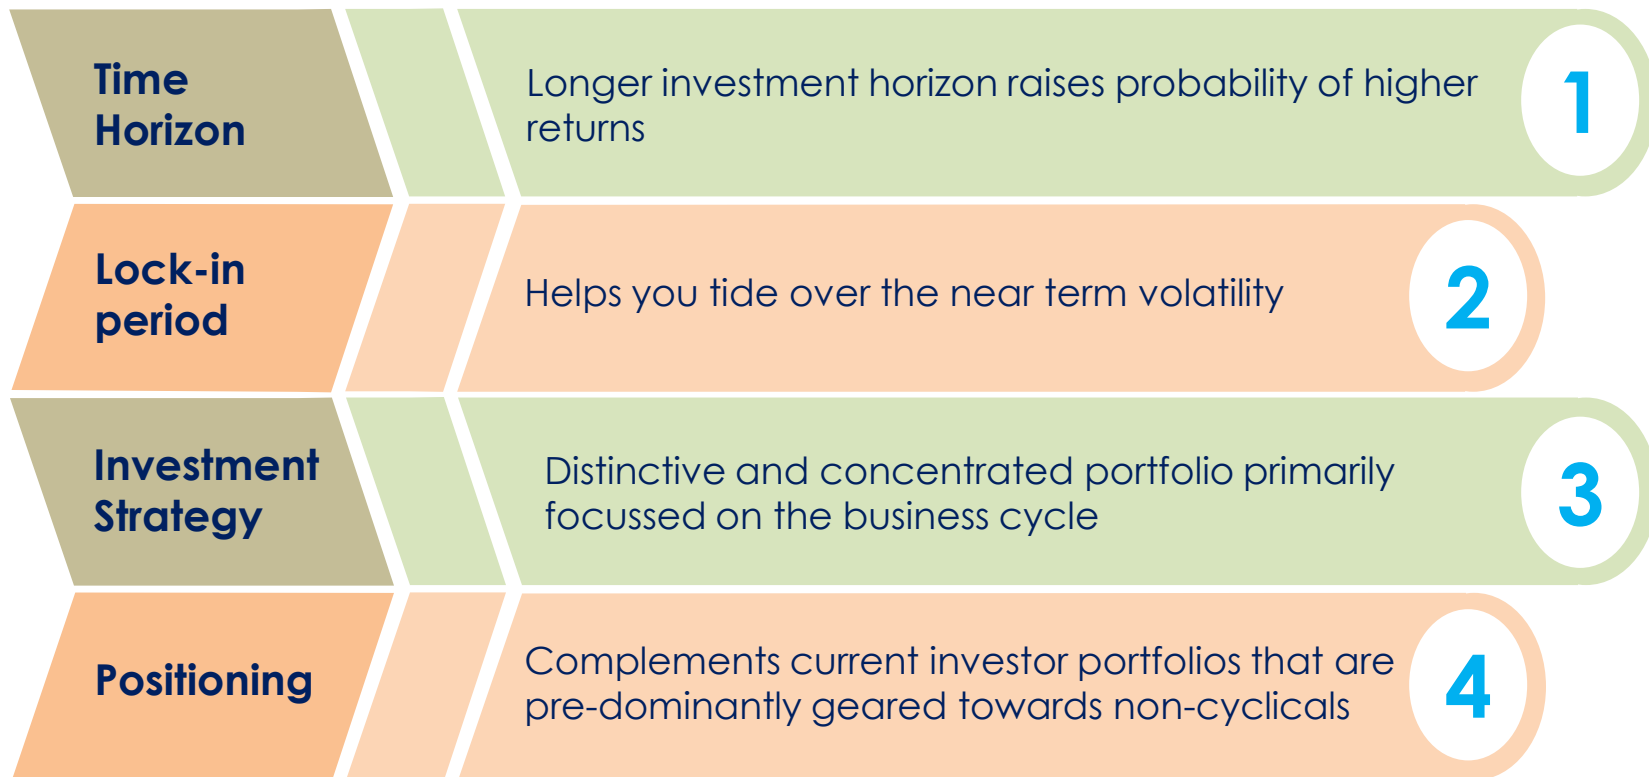 Time
Horizon
Longer investment horizon raises probability of higher
returns
1
Lock-in
period
Helps you tide over the near term volatility
2
Investment
Strategy
Distinctive and concentrated portfolio primarily
focussed on the business cycle
3
Positioning
Complements current investor portfolios that are
pre-dominantly geared towards non-cyclicals
4